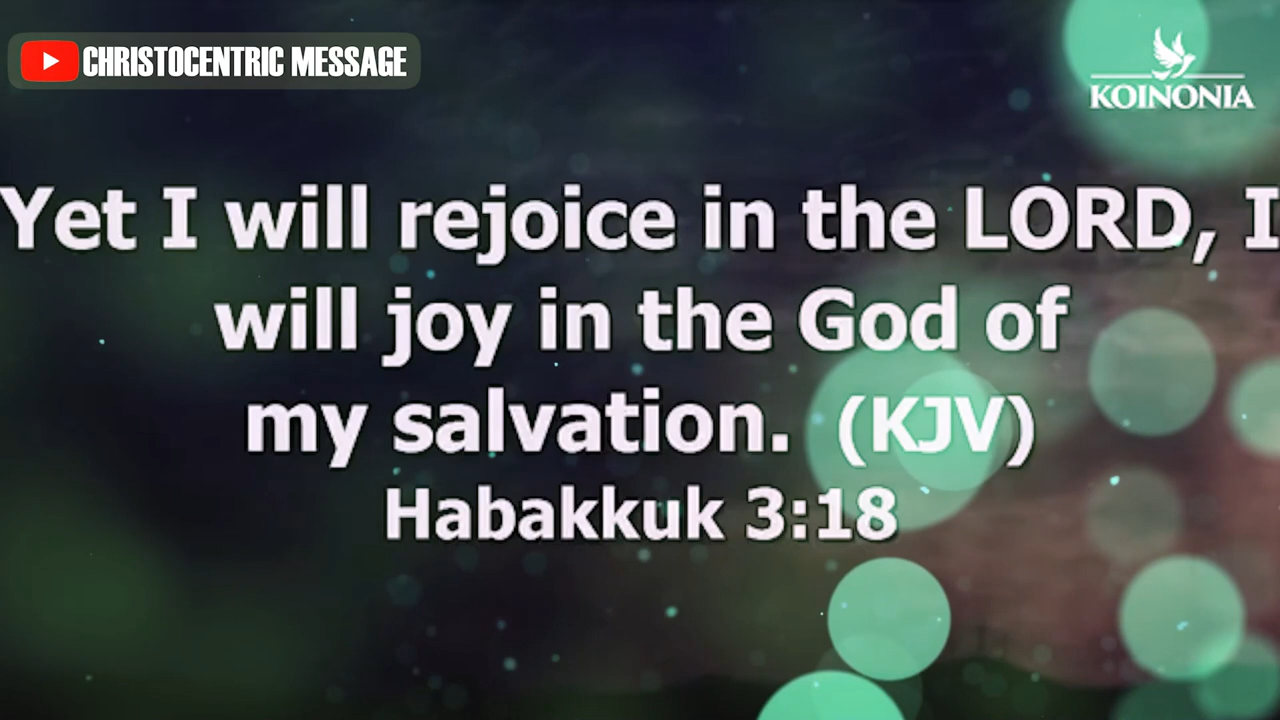 CHRISTOCENTRIC MESSAGE
KOINONIA
Yet I will rejoice in the LORD, I
will joy in the God of
my salvation. (KJV)
Habakkuk 3:18